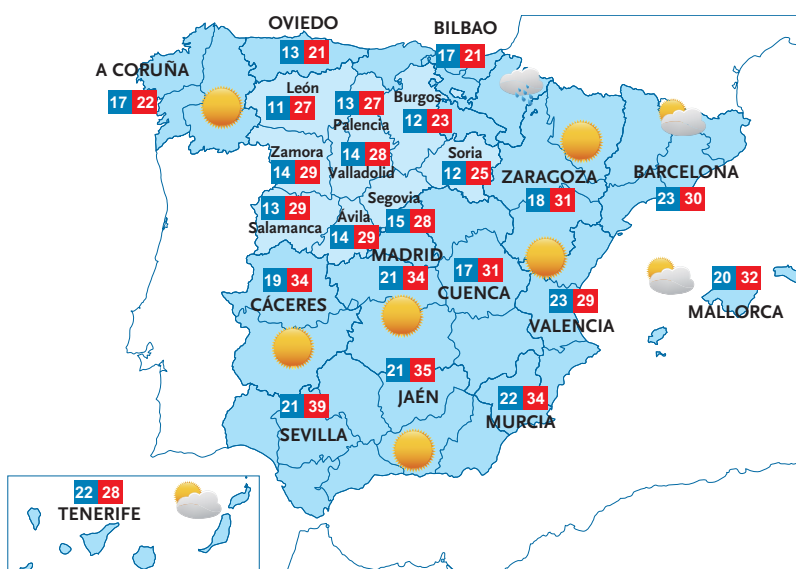 OVIEDO
13 21
BILBAO
17 21
A CORUÑA
17 22
León
11 27
13 27
Palencia
Burgos
12 23
Zamora
14 29
14 28
Valladolid
Soria
12 25
ZARAGOZA
18 31
BARCELONA
23 30
13 29
Salamanca
Ávila
14 29
Segovia
15 28
MADRID
21 34
19 34
CÁCERES
17 31
CUENCA
23 29
VALENCIA
20 32
MALLORCA
21 35
JAÉN
21 39
SEVILLA
22 34
MURCIA
22 28
TENERIFE